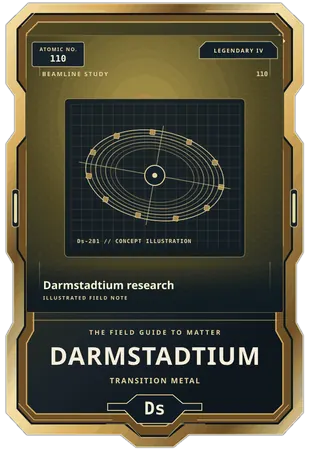 ATOMIC NO.
110
LEGENDARY IV
BEAMLINE STUDY
110
Ds-281 // CONCEPT ILLUSTRATION
Darmstadtium research
ILLUSTRATED FIELD NOTE
THE FIELD GUIDE TO MATTER
DARMSTADTIUM
TRANSITION METAL
Ds